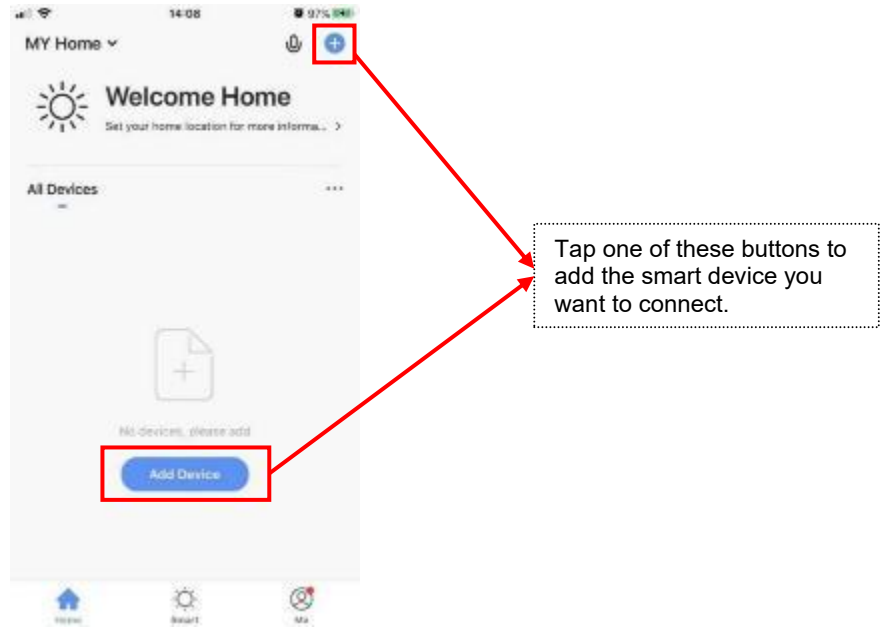 14:08
97%
MY Home
Welcome Home
Set your home location for more informa...
All Devices
Tap one of these buttons to
add the smart device you
want to connect.
No devices, please add
Add Device
Home
Smart
Me